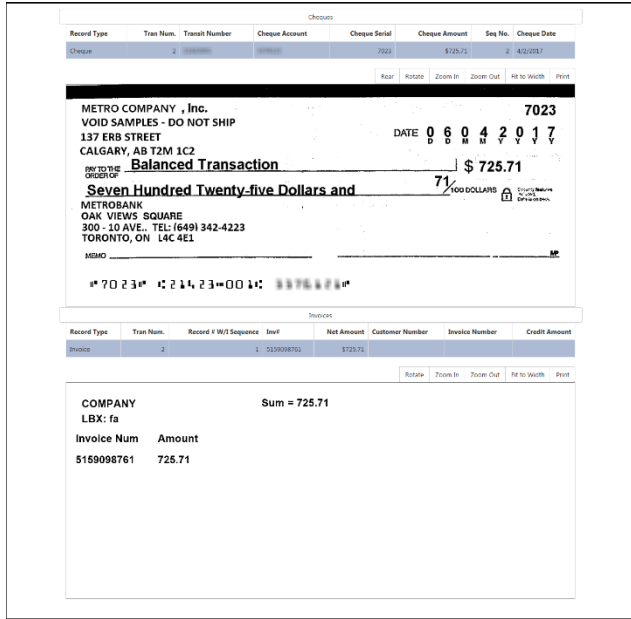 Cheques
Record Type Tran Num. Transit Number Cheque Account Cheque Serial Cheque Amount Seq No. Cheque Date
Cheque 2 7023 $725.71 2 4/2/2017
Rear Rotate Zoom In Zoom Out Fit to Width Print
METRO COMPANY , Inc. 7023
VOID SAMPLES - DO NOT SHIP
137 ERB STREET DATE 0 6 0 4 2 0 1 7
D D M M Y Y Y Y
CALGARY, AB T2M 1C2
PAY TO THE ORDER OF Balanced Transaction $ 725.71
Seven Hundred Twenty-five Dollars and 71/100 DOLLARS
Security features included. Details on back.
METROBANK
OAK VIEWS SQUARE
300 - 10 AVE.. TEL: (649) 342-4223
TORONTO, ON L4C 4E1
MEMO MP
⑈7023⑈ ⑆21423⑉001⑆
Invoices
Record Type Tran Num. Record # W/I Sequence Inv# Net Amount Customer Number Invoice Number Credit Amount
Invoice 2 1 5159098761 $725.71
Rotate Zoom In Zoom Out Fit to Width Print
COMPANY Sum = 725.71
LBX: fa
Invoice Num Amount
5159098761 725.71